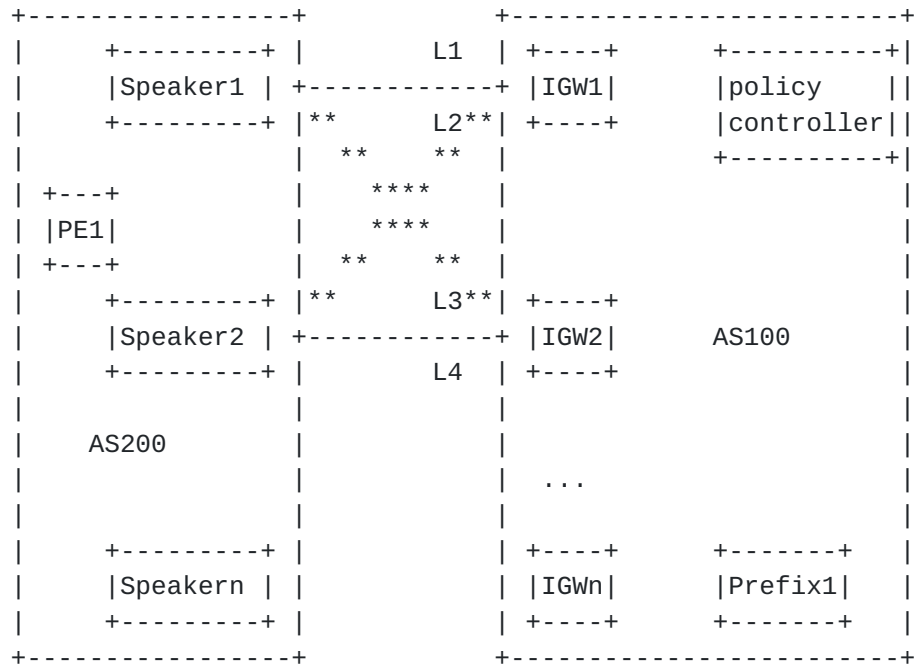 +-----------------+            +-------------------------+
|     +---------+ |        L1  | +----+      +----------+|
|     |Speaker1 | +------------+ |IGW1|      |policy    ||
|     +---------+ |**      L2**| +----+      |controller||
|                 |  **    **  |             +----------+|
| +---+           |    ****    |                         |
| |PE1|           |    ****    |                         |
| +---+           |  **    **  |                         |
|     +---------+ |**      L3**| +----+                  |
|     |Speaker2 | +------------+ |IGW2|      AS100       |
|     +---------+ |        L4  | +----+                  |
|                 |            |                         |
|    AS200        |            |                         |
|                 |            |  ...                    |
|                 |            |                         |
|     +---------+ |            | +----+      +-------+   |
|     |Speakern | |            | |IGWn|      |Prefix1|   |
|     +---------+ |            | +----+      +-------+   |
+-----------------+            +-------------------------+